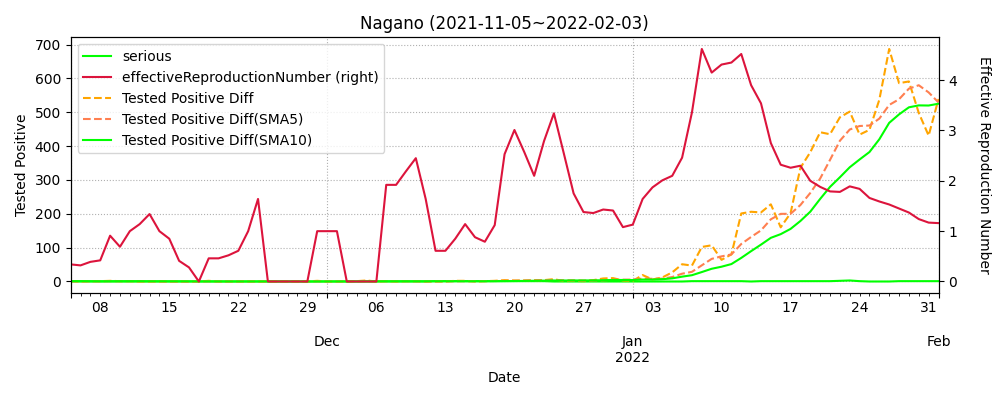 Nagano (2021-11-05~2022-02-03)
700
600
500
400
300
200
100
0
Tested Positive
serious
effectiveReproductionNumber (right)
Tested Positive Diff
Tested Positive Diff(SMA5)
Tested Positive Diff(SMA10)
4
3
2
1
0
Effective Reproduction Number
08 15 22 29 06 13 20 27 03 10 17 24 31
Dec Jan Feb
2022
Date